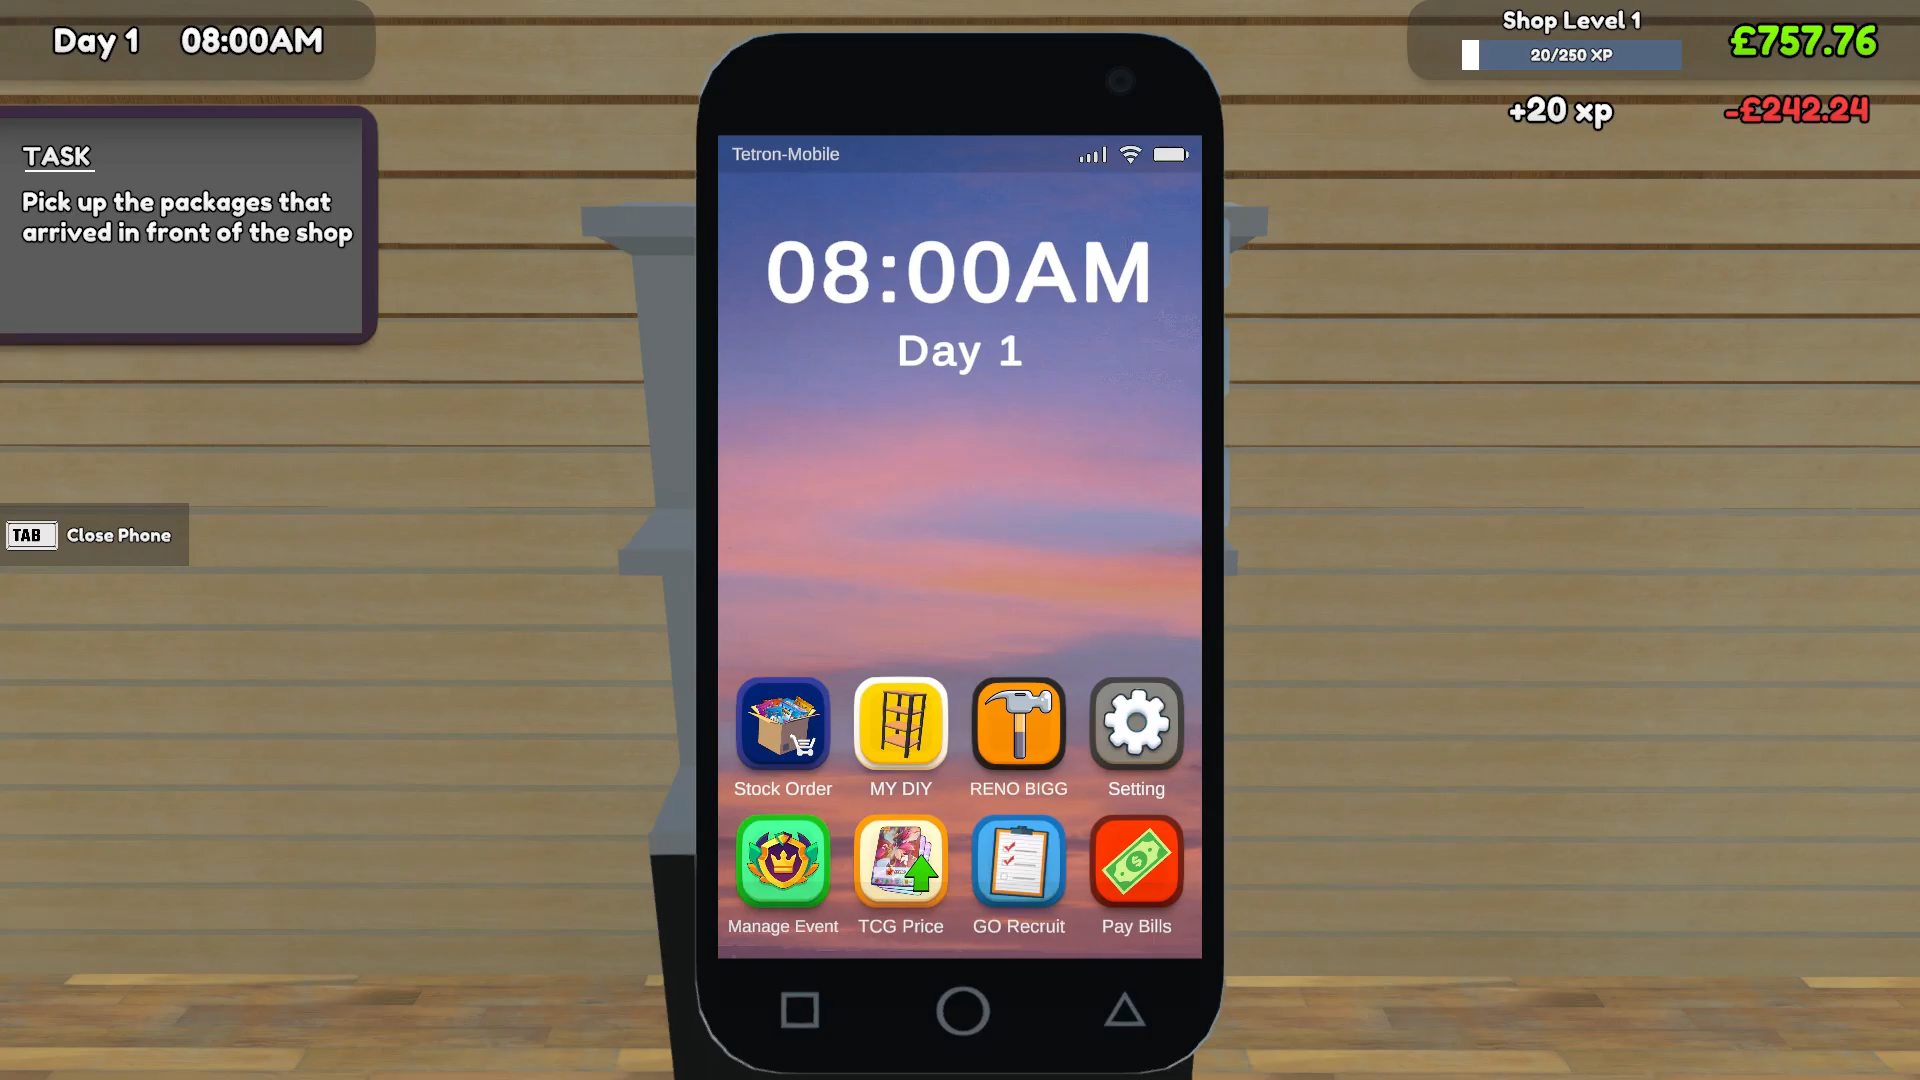 Day 1 08:00AM
Shop Level 1
20/250 XP
£757.76
+20 xp
-£242.24
TASK
Pick up the packages that
arrived in front of the shop
TAB Close Phone
Tetron-Mobile
08:00AM
Day 1
Stock Order MY DIY RENO BIGG Setting
Manage Event TCG Price GO Recruit Pay Bills